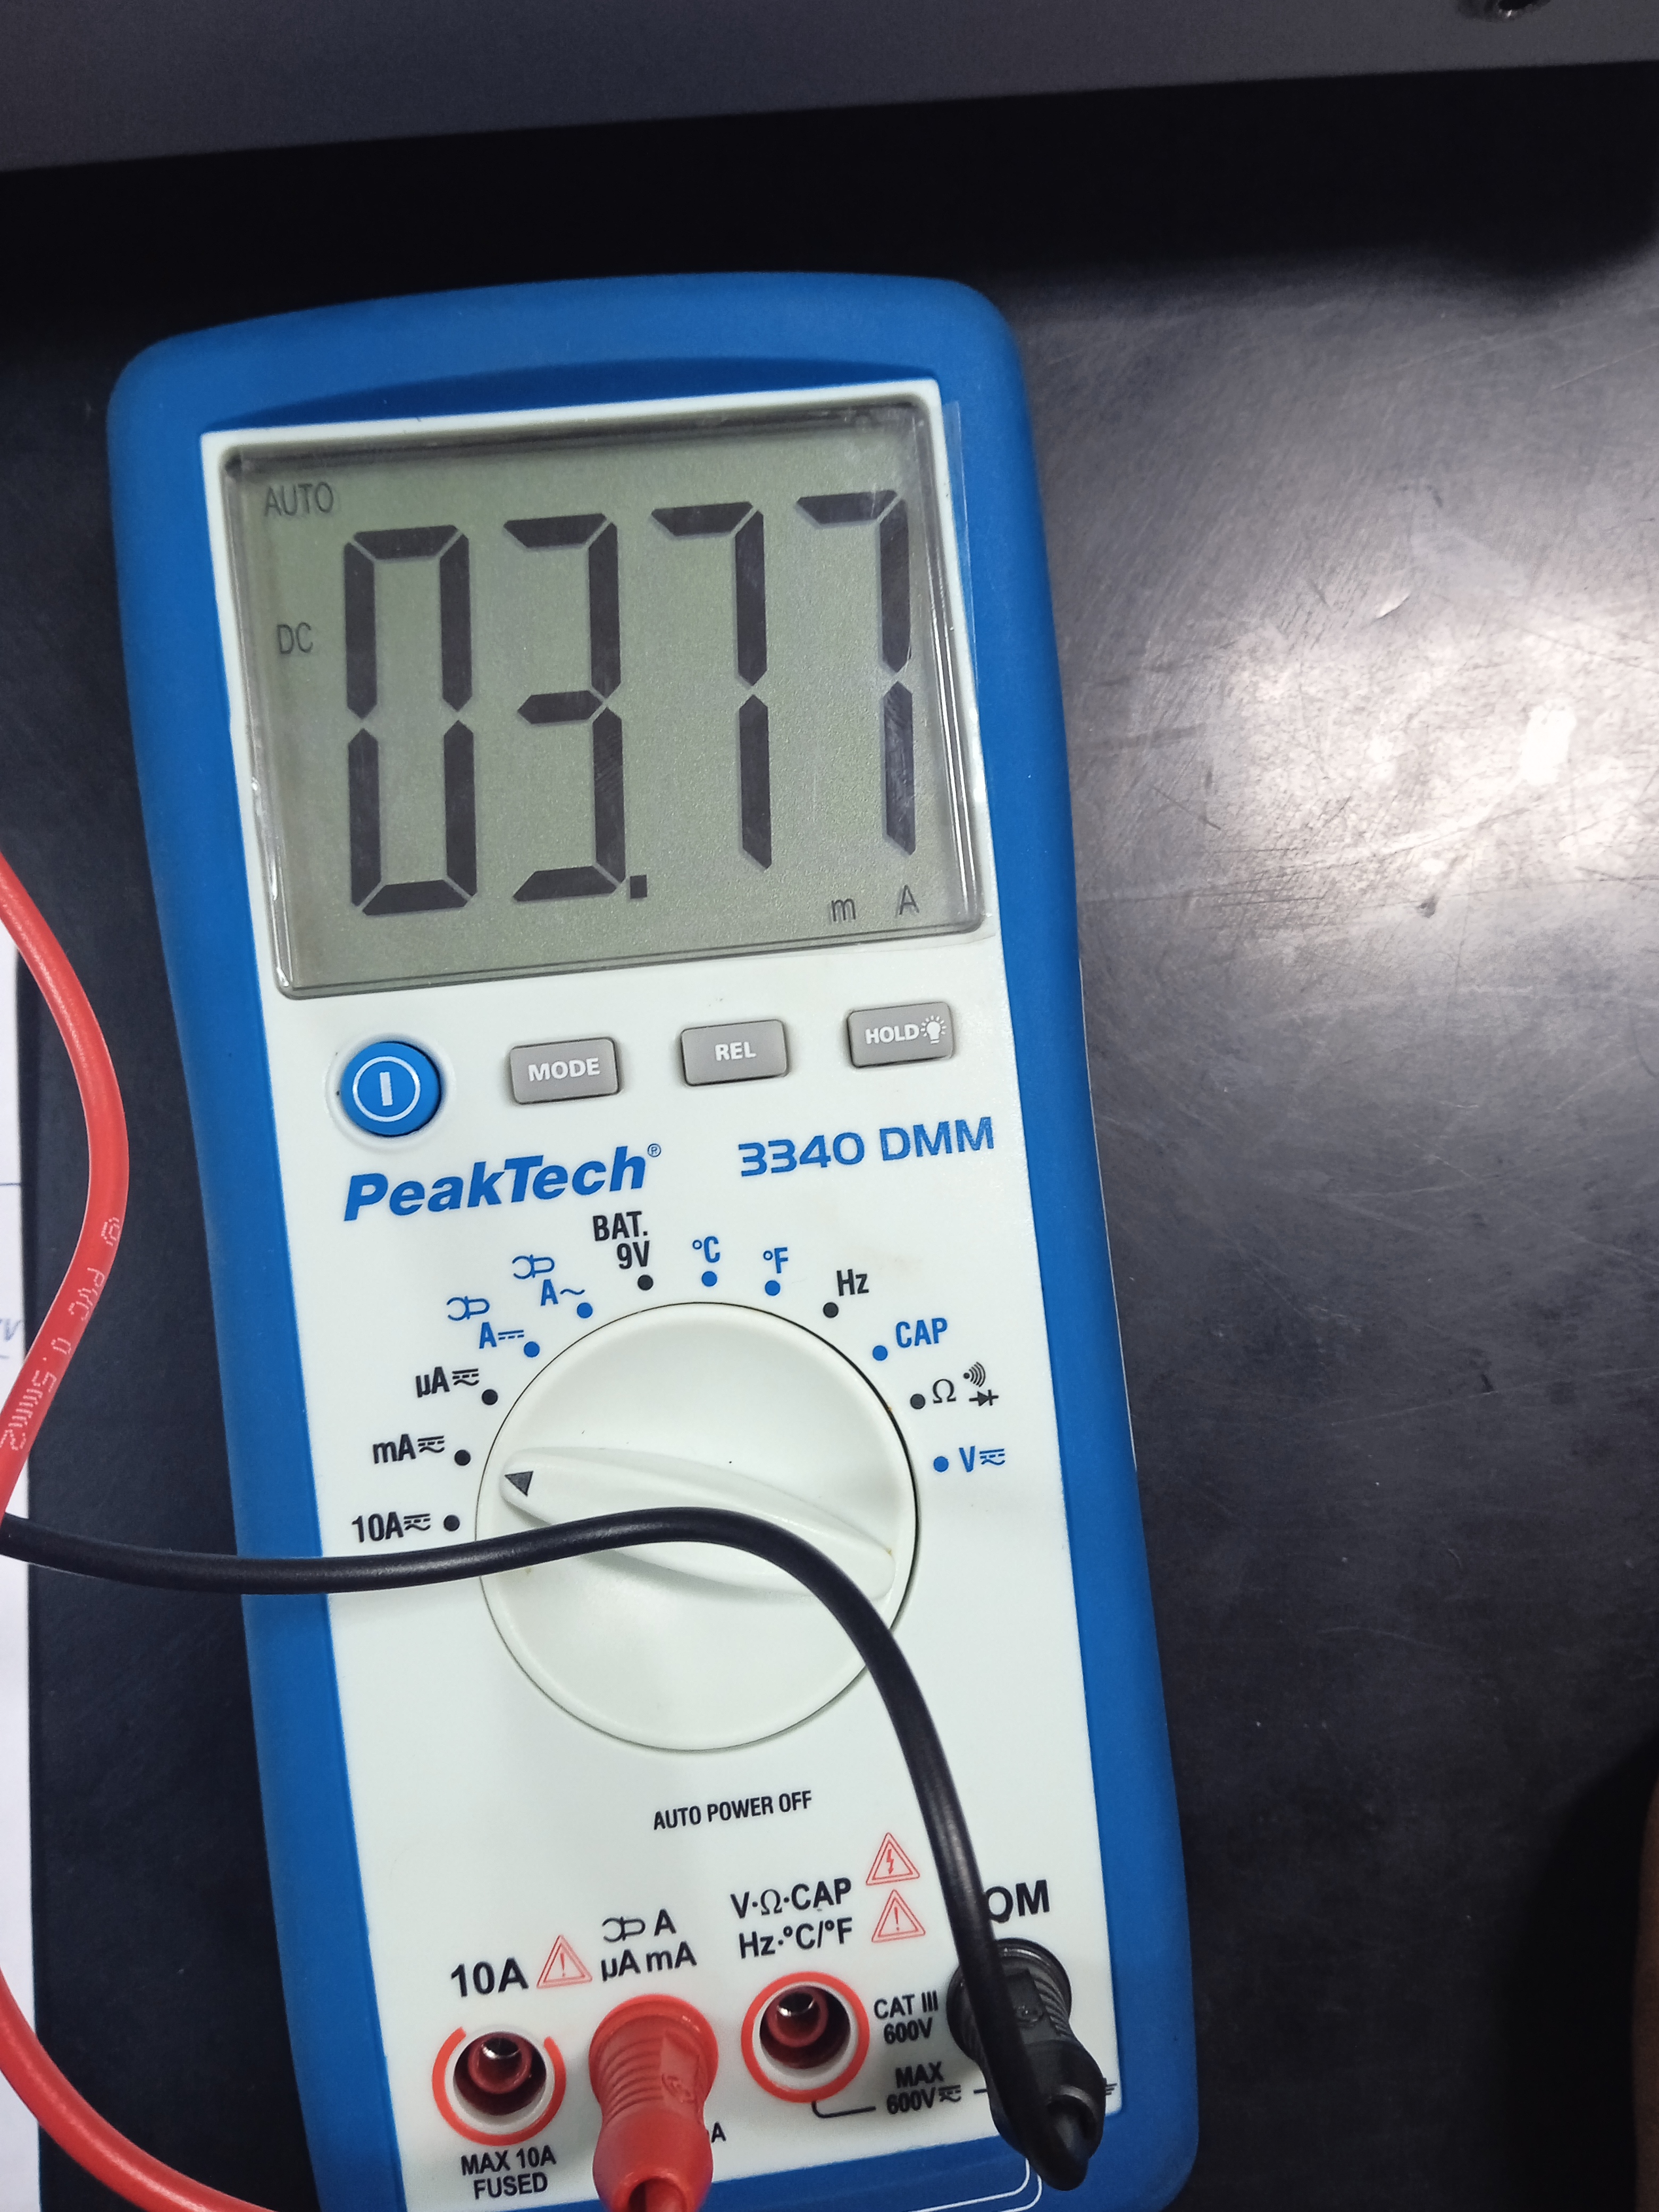 AUTO
DC
03.77
m A
MODE
REL
HOLD
PeakTech®
3340 DMM
BAT.
9V
°C
°F
Hz
CAP
Ω
V
A~
A
µA
mA
10A
AUTO POWER OFF
10A
A
µA mA
V·Ω·CAP
Hz·°C/°F
OM
CAT III
600V
MAX
600V
MAX 10A
FUSED
A